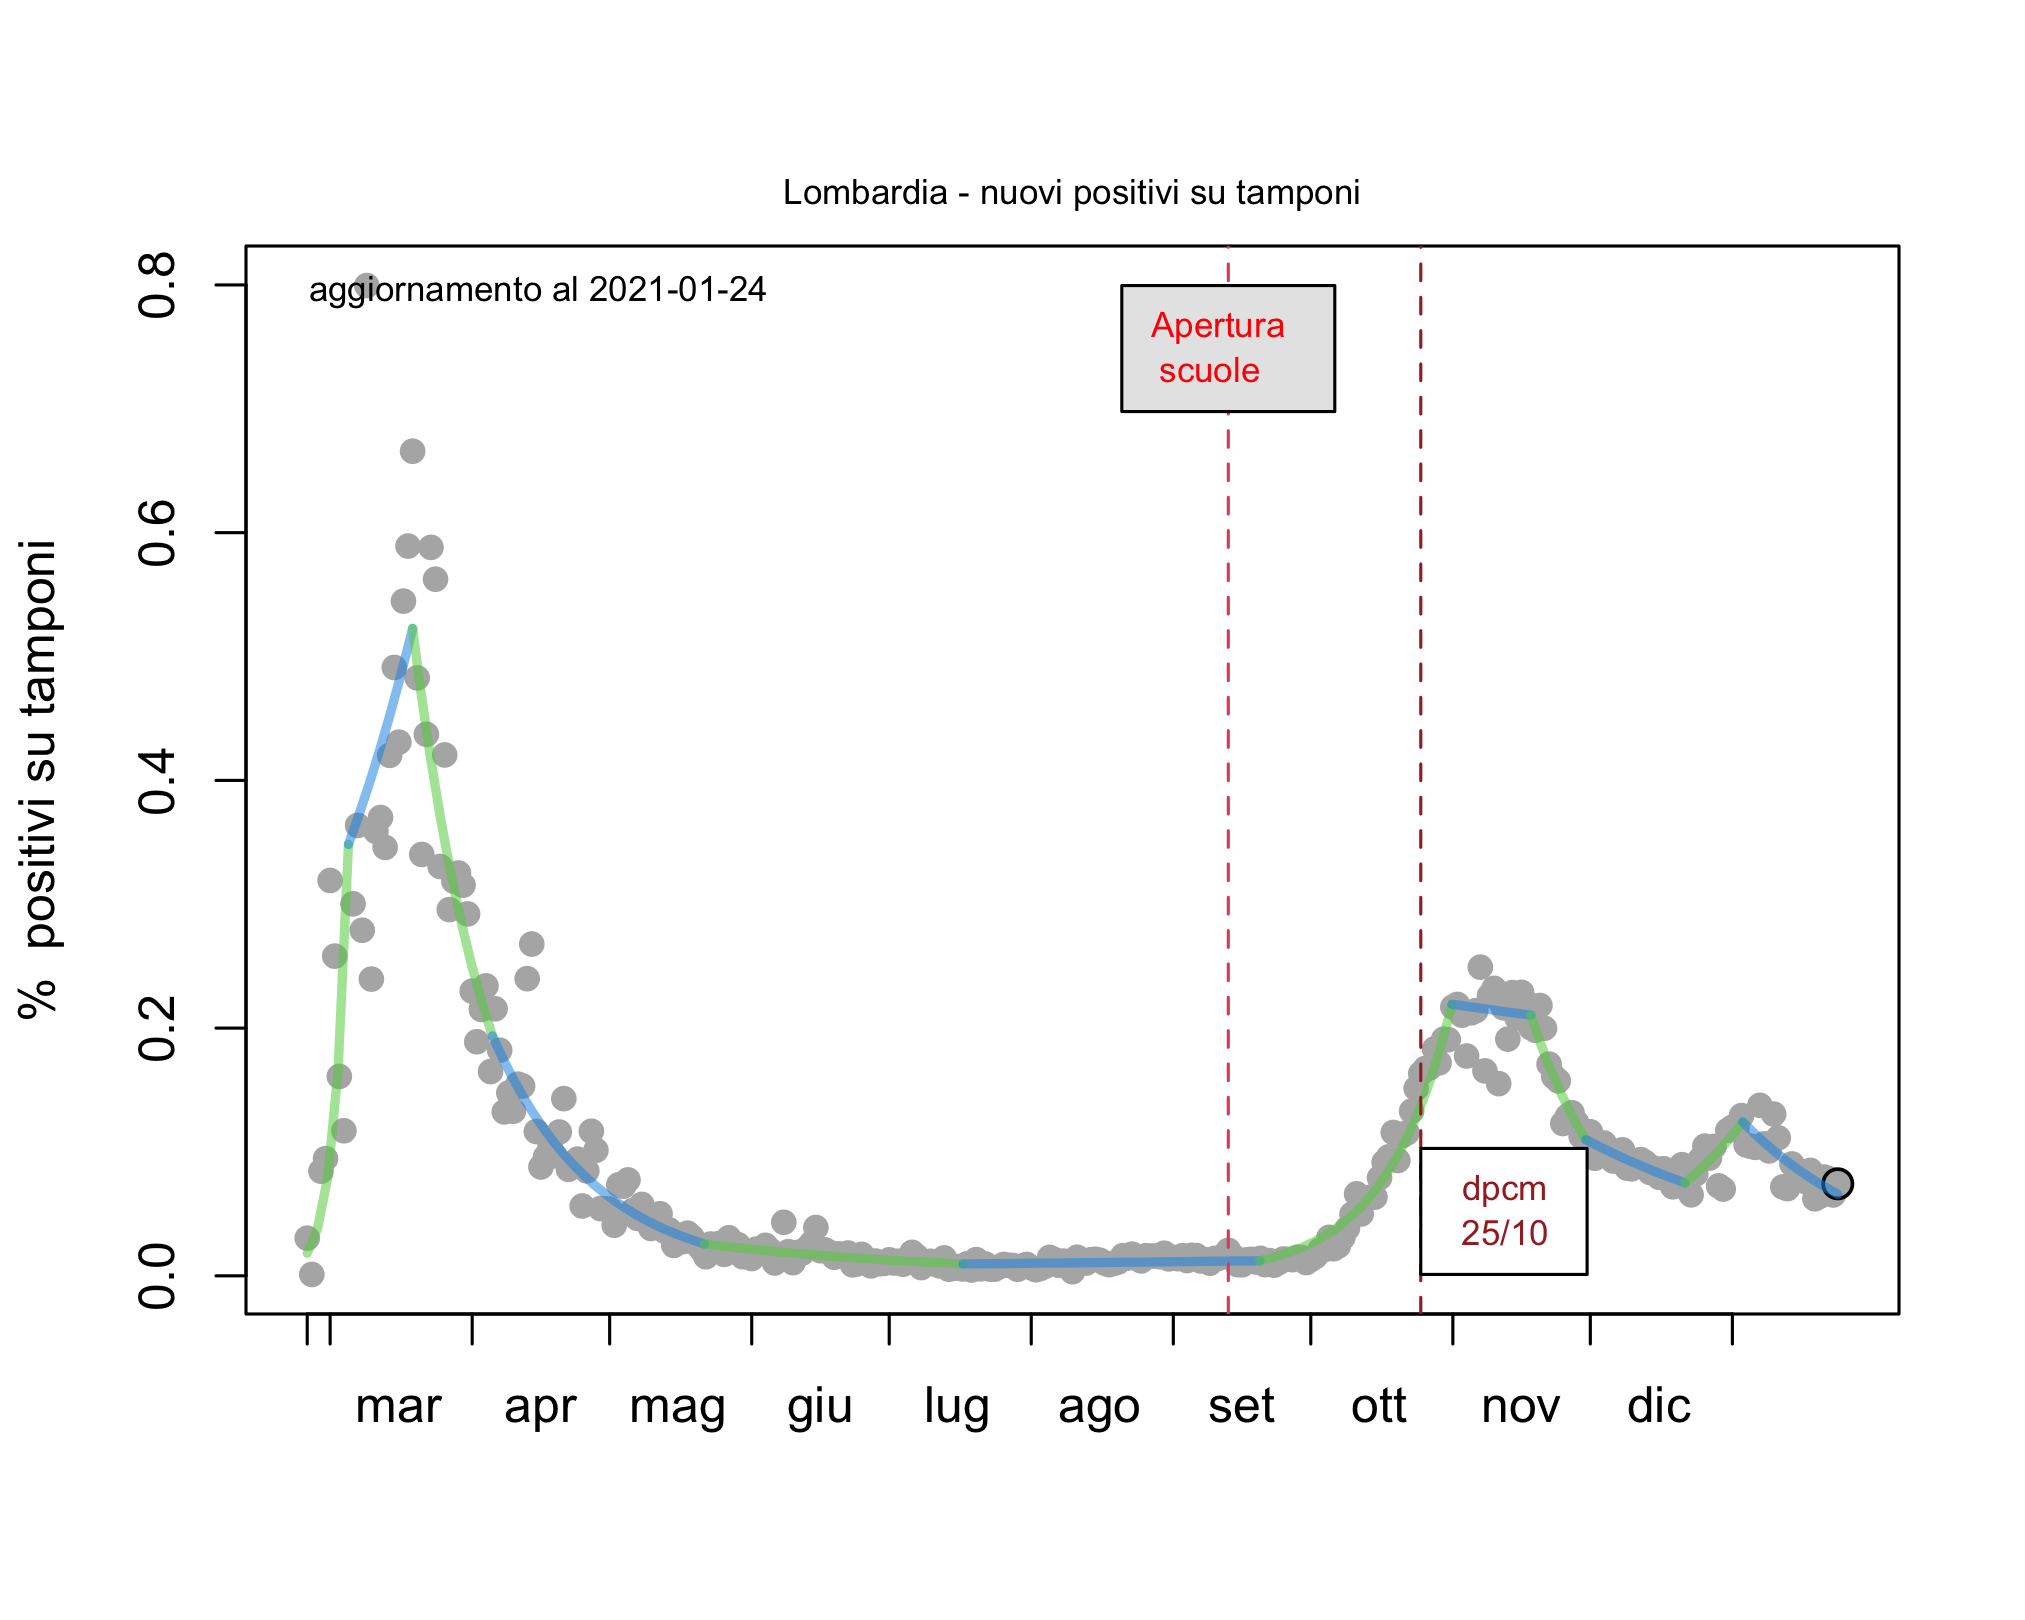 Lombardia - nuovi positivi su tamponi
aggiornamento al 2021-01-24
Apertura
scuole
dpcm
25/10
% positivi su tamponi
0.8
0.6
0.4
0.2
0.0
mar apr mag giu lug ago set ott nov dic